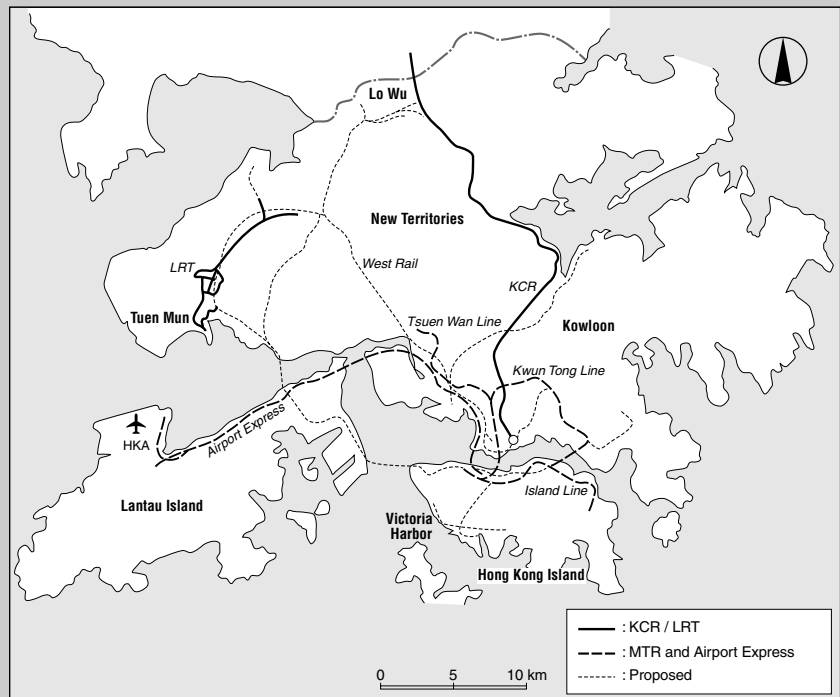 Lo Wu
New Territories
LRT
West Rail
KCR
Tuen Mun
Tsuen Wan Line
Kowloon
Kwun Tong Line
HKA
Airport Express
Lantau Island
Island Line
Victoria
Harbor
Hong Kong Island
: KCR / LRT
: MTR and Airport Express
: Proposed
0 5 10 km